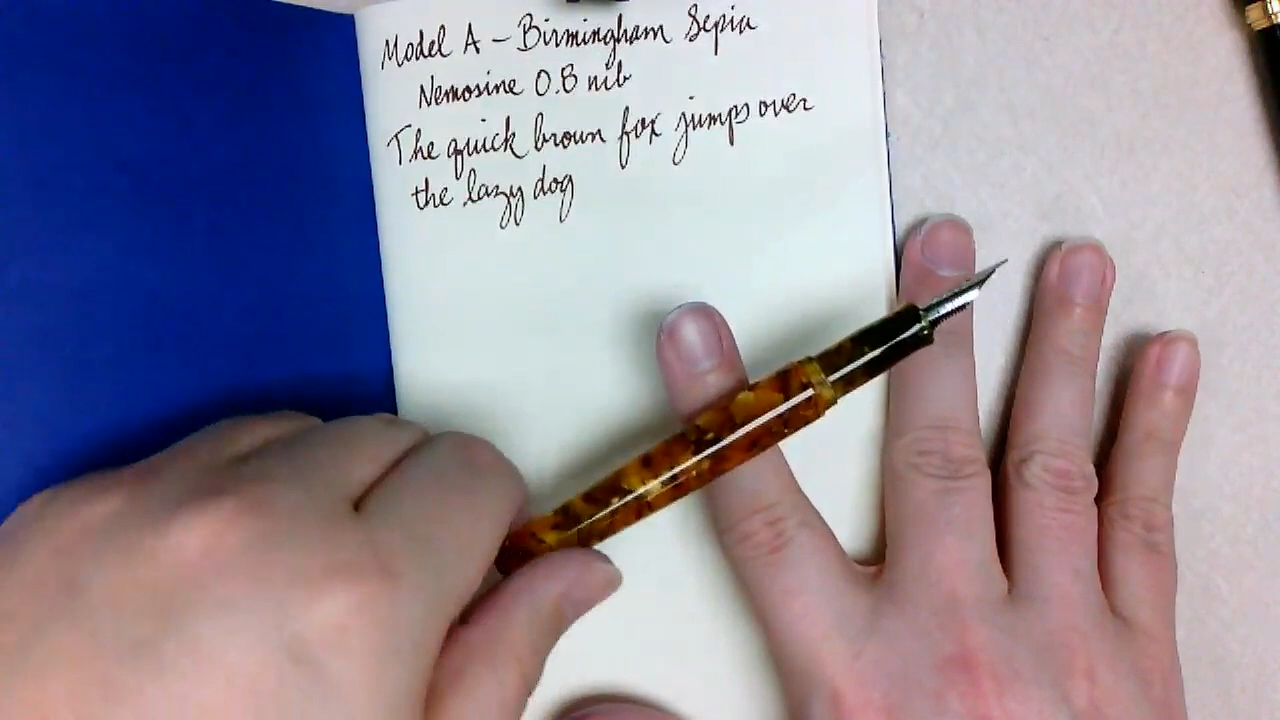 Model A - Birmingham Sepia
Nemosine 0.8 nib
The quick brown fox jumps over
the lazy dog